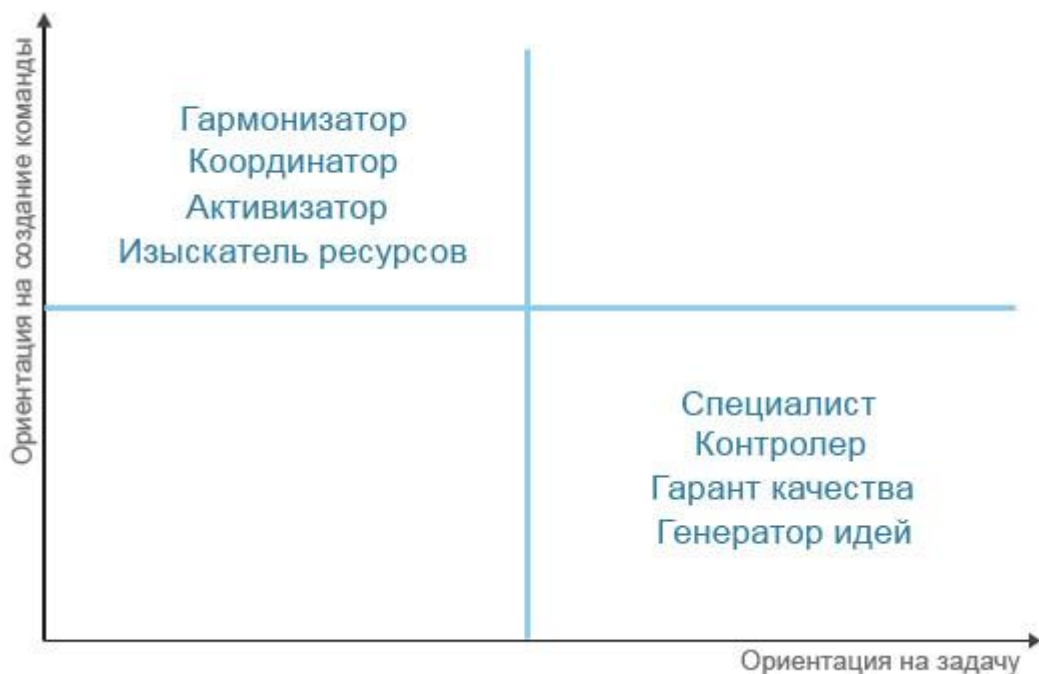 Ориентация на создание команды
Гармонизатор
Координатор
Активизатор
Изыскатель ресурсов
Специалист
Контролер
Гарант качества
Генератор идей
Ориентация на задачу